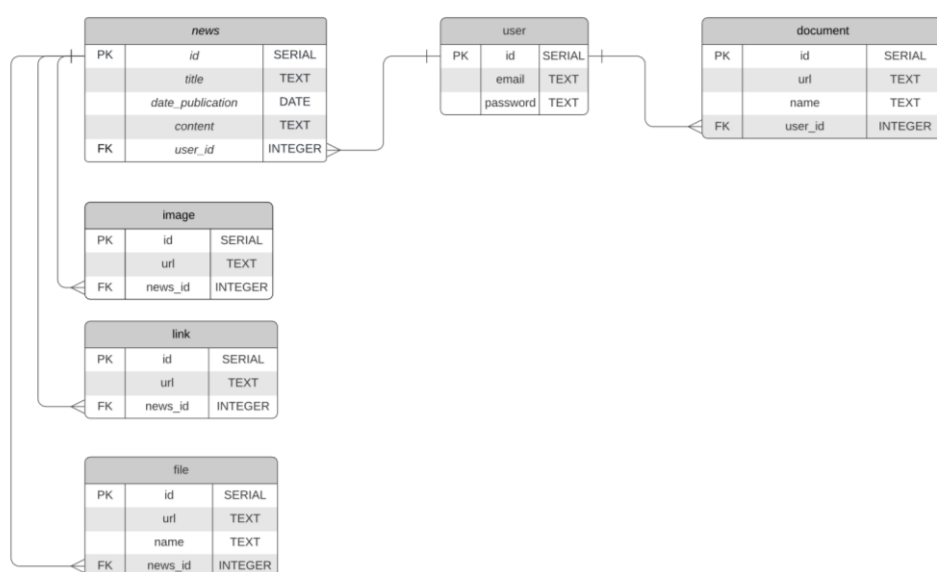 news
PK id SERIAL
title TEXT
date_publication DATE
content TEXT
FK user_id INTEGER
user
PK id SERIAL
email TEXT
password TEXT
document
PK id SERIAL
url TEXT
name TEXT
FK user_id INTEGER
image
PK id SERIAL
url TEXT
FK news_id INTEGER
link
PK id SERIAL
url TEXT
FK news_id INTEGER
file
PK id SERIAL
url TEXT
name TEXT
FK news_id INTEGER